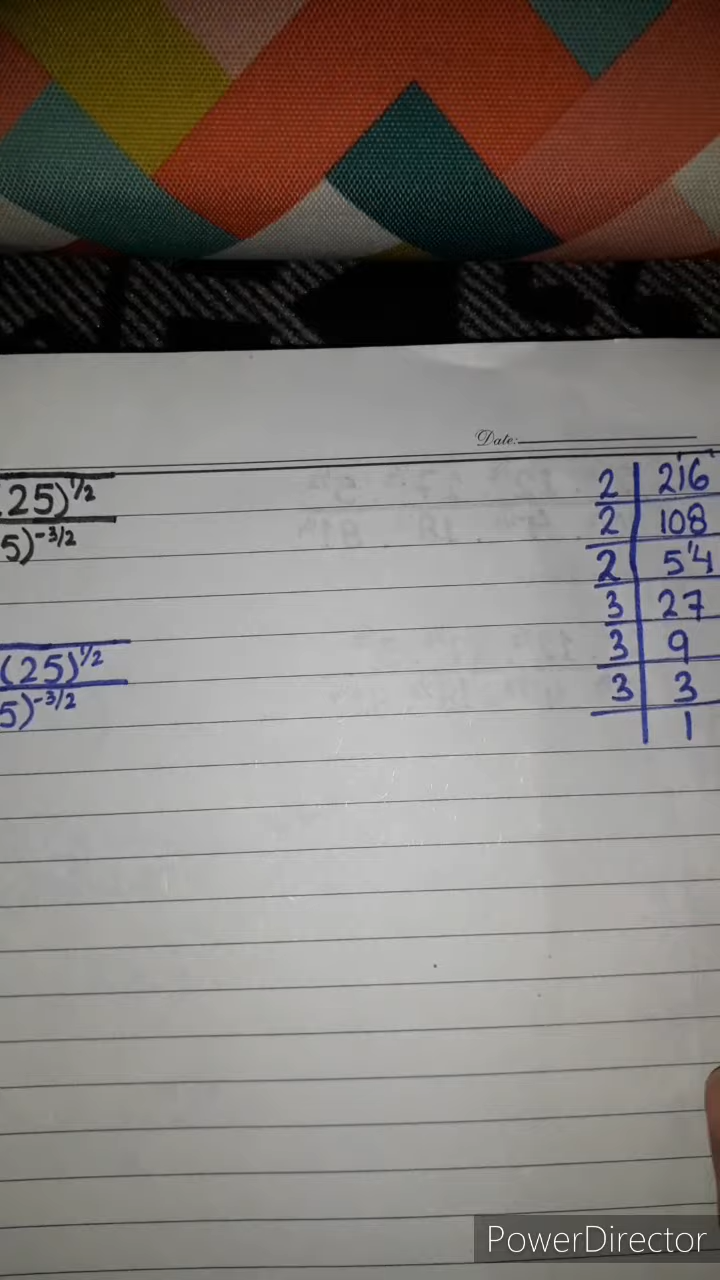 Date:
(25)^1/2
5)^-3/2
(25)^1/2
5)^-3/2
2 | 216
2 | 108
2 | 54
3 | 27
3 | 9
3 | 3
1
PowerDirector